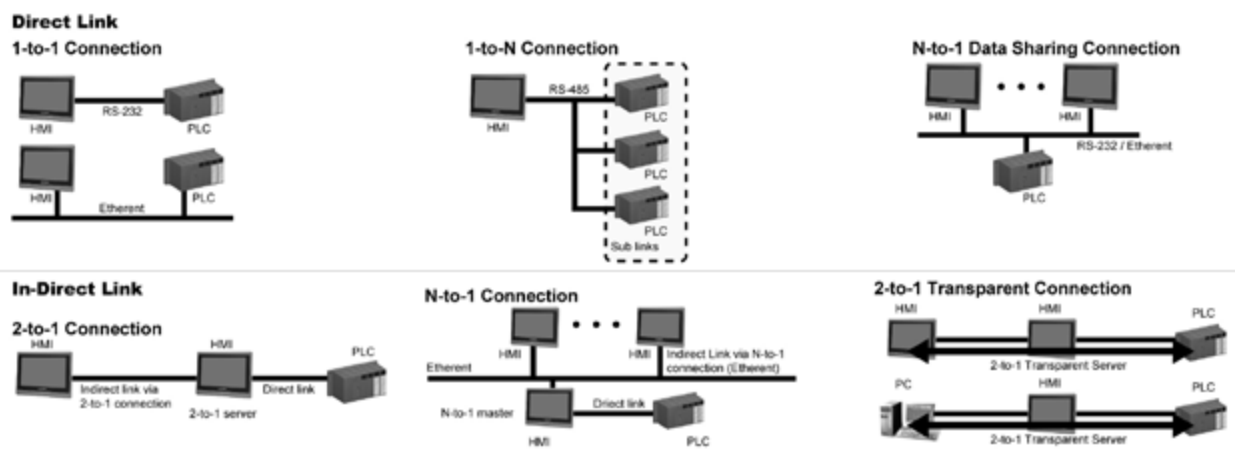 Direct Link
1-to-1 Connection
HMI
RS-232
PLC
HMI
PLC
Etherent
1-to-N Connection
HMI
RS-485
PLC
PLC
PLC
Sub links
N-to-1 Data Sharing Connection
HMI
HMI
RS-232 / Etherent
PLC
In-Direct Link
2-to-1 Connection
HMI
HMI
PLC
Indirect link via
2-to-1 connection
Direct link
2-to-1 server
N-to-1 Connection
HMI
HMI
Indirect Link via N-to-1
connection (Etherent)
Etherent
N-to-1 master
Driect link
HMI
PLC
2-to-1 Transparent Connection
HMI
HMI
PLC
2-to-1 Transparent Server
PC
HMI
PLC
2-to-1 Transparent Server